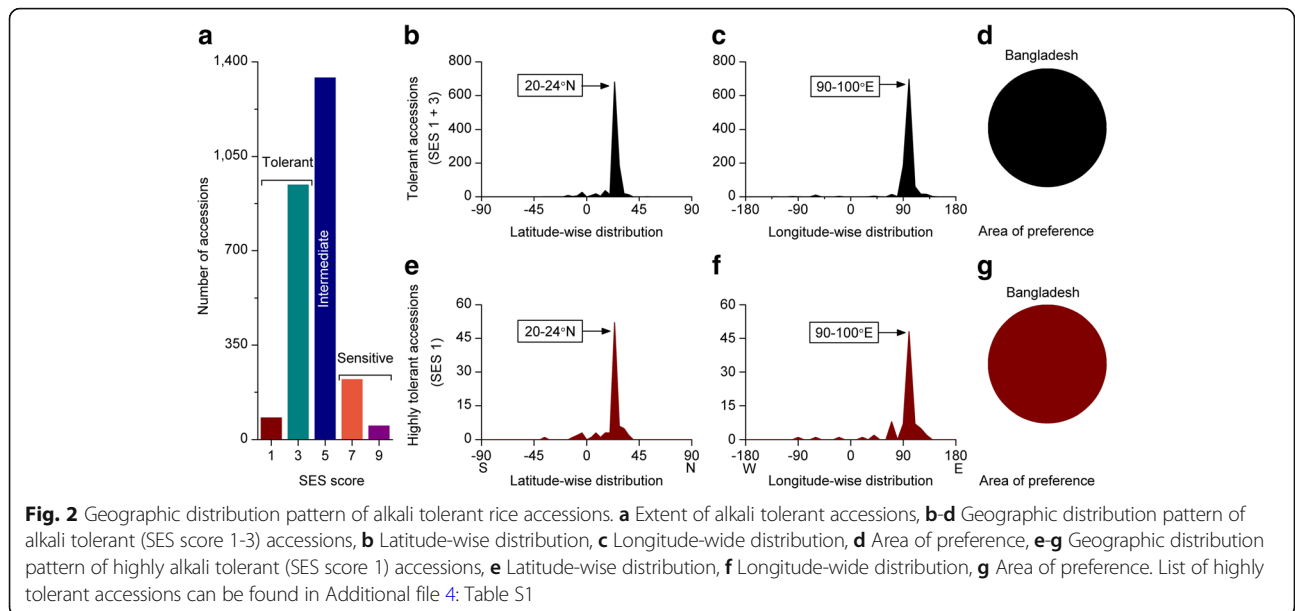 a
1,400
1,050
700
350
0
Number of accessions
Tolerant
Intermediate
Sensitive
1 3 5 7 9
SES score
b
800
600
400
200
0
Tolerant accessions
(SES 1 + 3)
20-24°N
-90 -45 0 45 90
Latitude-wise distribution
c
800
600
400
200
0
90-100°E
-180 -90 0 90 180
Longitude-wise distribution
d
Bangladesh
Area of preference
e
60
45
30
15
0
Highly tolerant accessions
(SES 1)
20-24°N
-90 -45 0 45 90
S N
Latitude-wise distribution
f
60
45
30
15
0
90-100°E
-180 -90 0 90 180
W E
Longitude-wise distribution
g
Bangladesh
Area of preference
Fig. 2 Geographic distribution pattern of alkali tolerant rice accessions. a Extent of alkali tolerant accessions, b-d Geographic distribution pattern of
alkali tolerant (SES score 1-3) accessions, b Latitude-wise distribution, c Longitude-wide distribution, d Area of preference, e-g Geographic distribution
pattern of highly alkali tolerant (SES score 1) accessions, e Latitude-wise distribution, f Longitude-wide distribution, g Area of preference. List of highly
tolerant accessions can be found in Additional file 4: Table S1